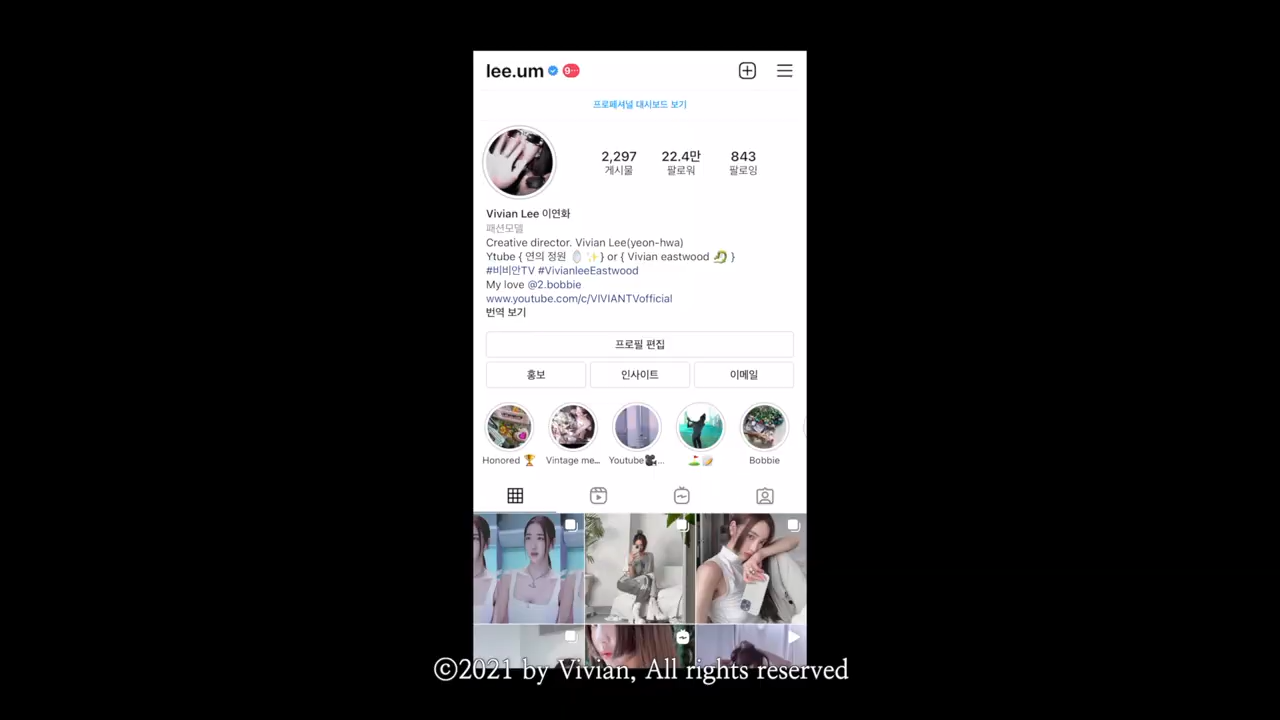 lee.um
9...
프로페셔널 대시보드 보기
2,297 22.4만 843
게시물 팔로워 팔로잉
Vivian Lee 이연화
패션모델
Creative director. Vivian Lee(yeon-hwa)
Ytube { 연의 정원 🪞 ✨} or { Vivian eastwood 🐉 }
#비비안TV #VivianleeEastwood
My love @2.bobbie
www.youtube.com/c/VIVIANTVofficial
번역 보기
프로필 편집
홍보 인사이트 이메일
Honored 🏆 Vintage me... Youtube🎥... ⛳🏏 Bobbie
©2021 by Vivian, All rights reserved